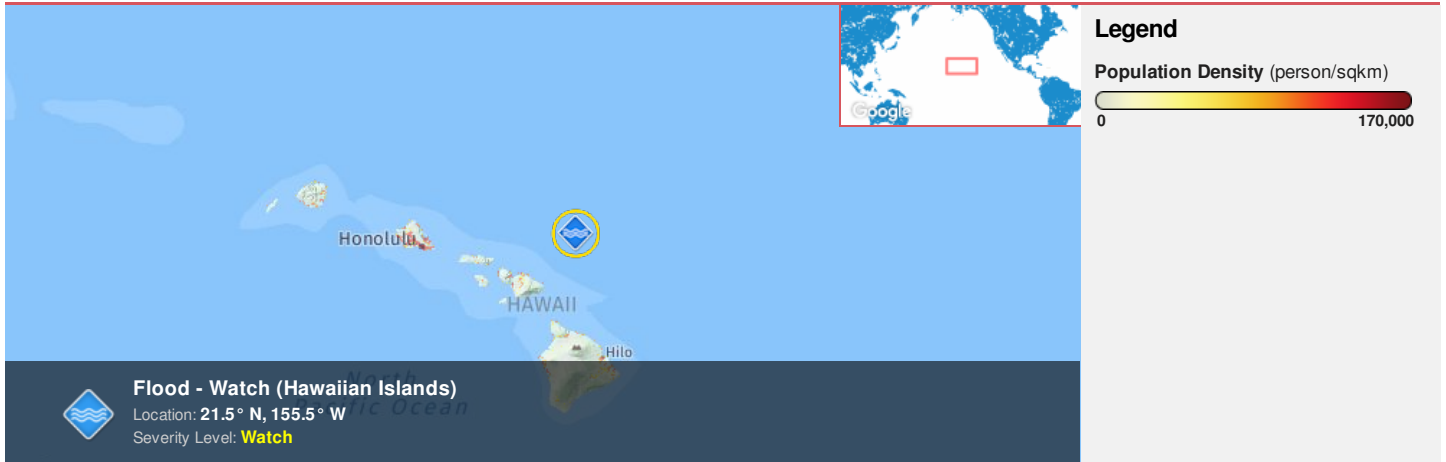 Google
Legend
Population Density (person/sqkm)
0 170,000
Honolulu
HAWAII
Hilo
North
Pacific Ocean
Flood - Watch (Hawaiian Islands)
Location: 21.5° N, 155.5° W
Severity Level: Watch